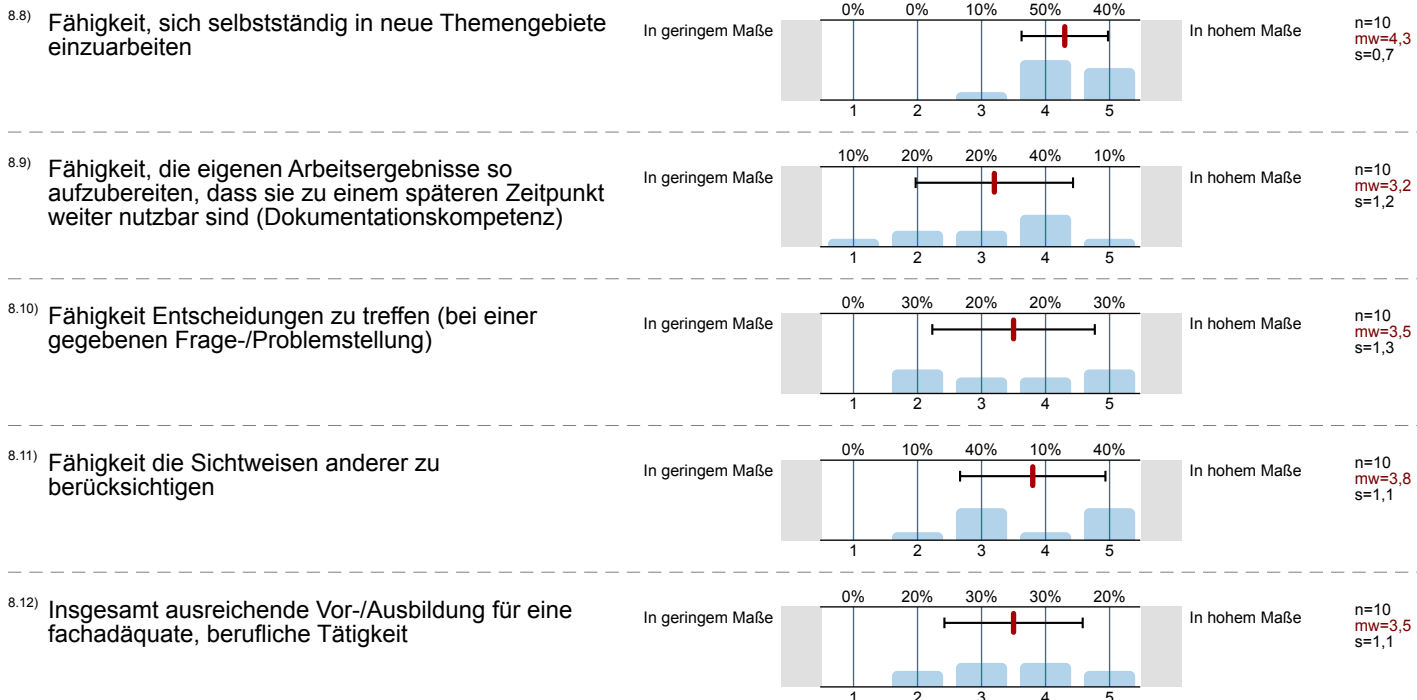 8.8) Fähigkeit, sich selbstständig in neue Themengebiete
einzuarbeiten
In geringem Maße
0% 0% 10% 50% 40%
1 2 3 4 5
In hohem Maße
n=10
mw=4,3
s=0,7
8.9) Fähigkeit, die eigenen Arbeitsergebnisse so
aufzubereiten, dass sie zu einem späteren Zeitpunkt
weiter nutzbar sind (Dokumentationskompetenz)
In geringem Maße
10% 20% 20% 40% 10%
1 2 3 4 5
In hohem Maße
n=10
mw=3,2
s=1,2
8.10) Fähigkeit Entscheidungen zu treffen (bei einer
gegebenen Frage-/Problemstellung)
In geringem Maße
0% 30% 20% 20% 30%
1 2 3 4 5
In hohem Maße
n=10
mw=3,5
s=1,3
8.11) Fähigkeit die Sichtweisen anderer zu
berücksichtigen
In geringem Maße
0% 10% 40% 10% 40%
1 2 3 4 5
In hohem Maße
n=10
mw=3,8
s=1,1
8.12) Insgesamt ausreichende Vor-/Ausbildung für eine
fachadäquate, berufliche Tätigkeit
In geringem Maße
0% 20% 30% 30% 20%
1 2 3 4 5
In hohem Maße
n=10
mw=3,5
s=1,1